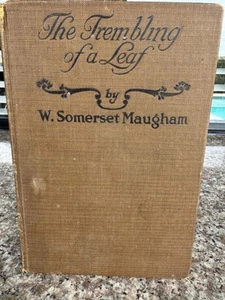 The Trembling
of a Leaf
by
W. Somerset Maugham